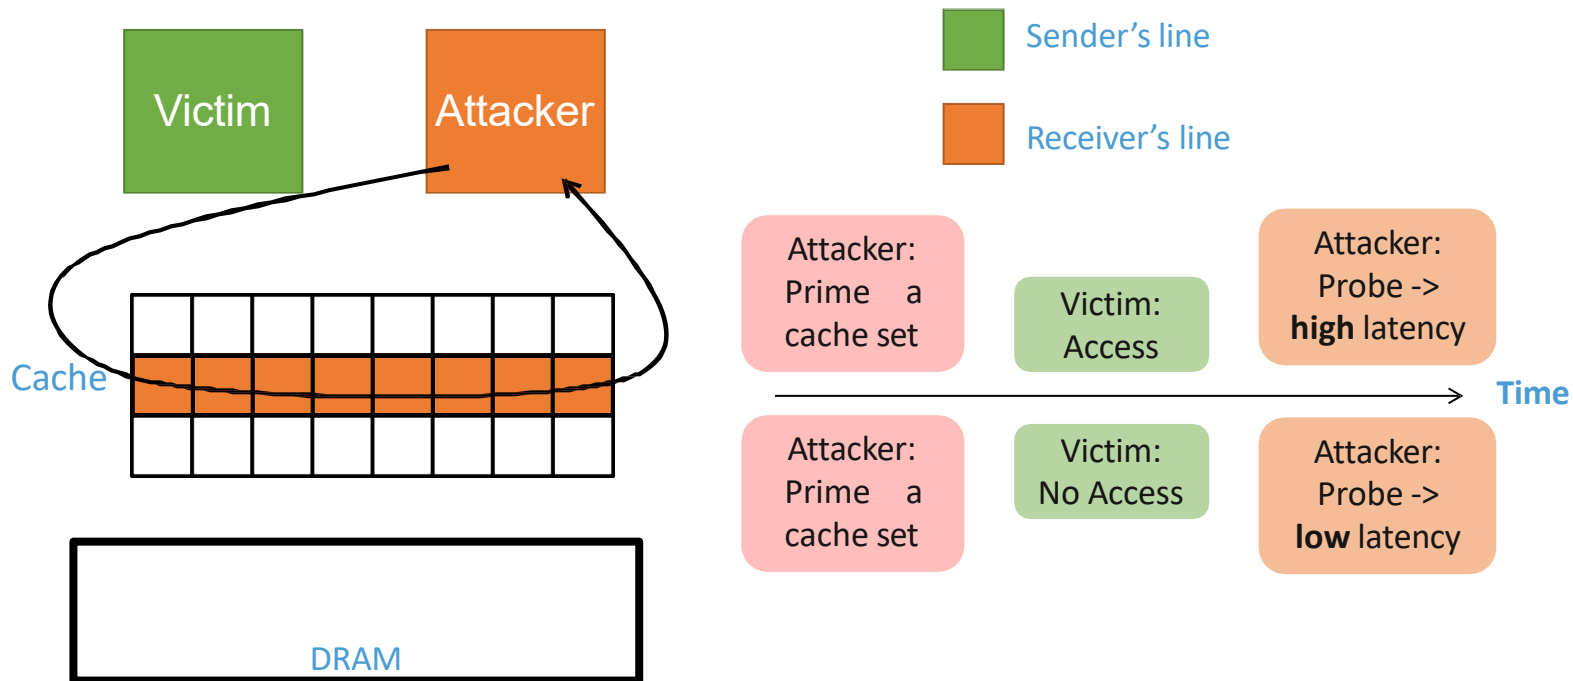 Victim
Attacker
Sender's line
Receiver's line
Cache
DRAM
Attacker:
Prime a
cache set
Victim:
Access
Attacker:
Probe ->
high latency
Time
Attacker:
Prime a
cache set
Victim:
No Access
Attacker:
Probe ->
low latency